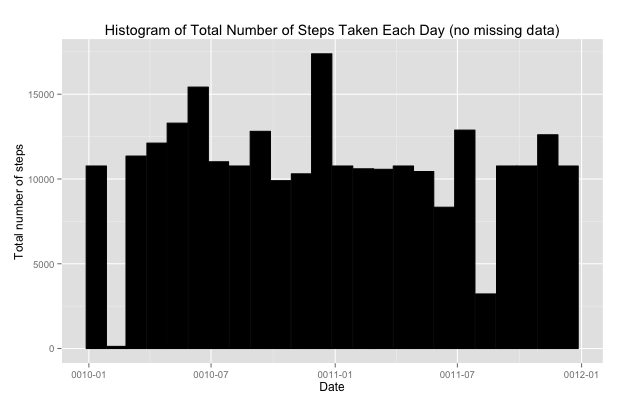 Histogram of Total Number of Steps Taken Each Day (no missing data)
Total number of steps
15000
10000
5000
0
0010-01 0010-07 0011-01 0011-07 0012-01
Date